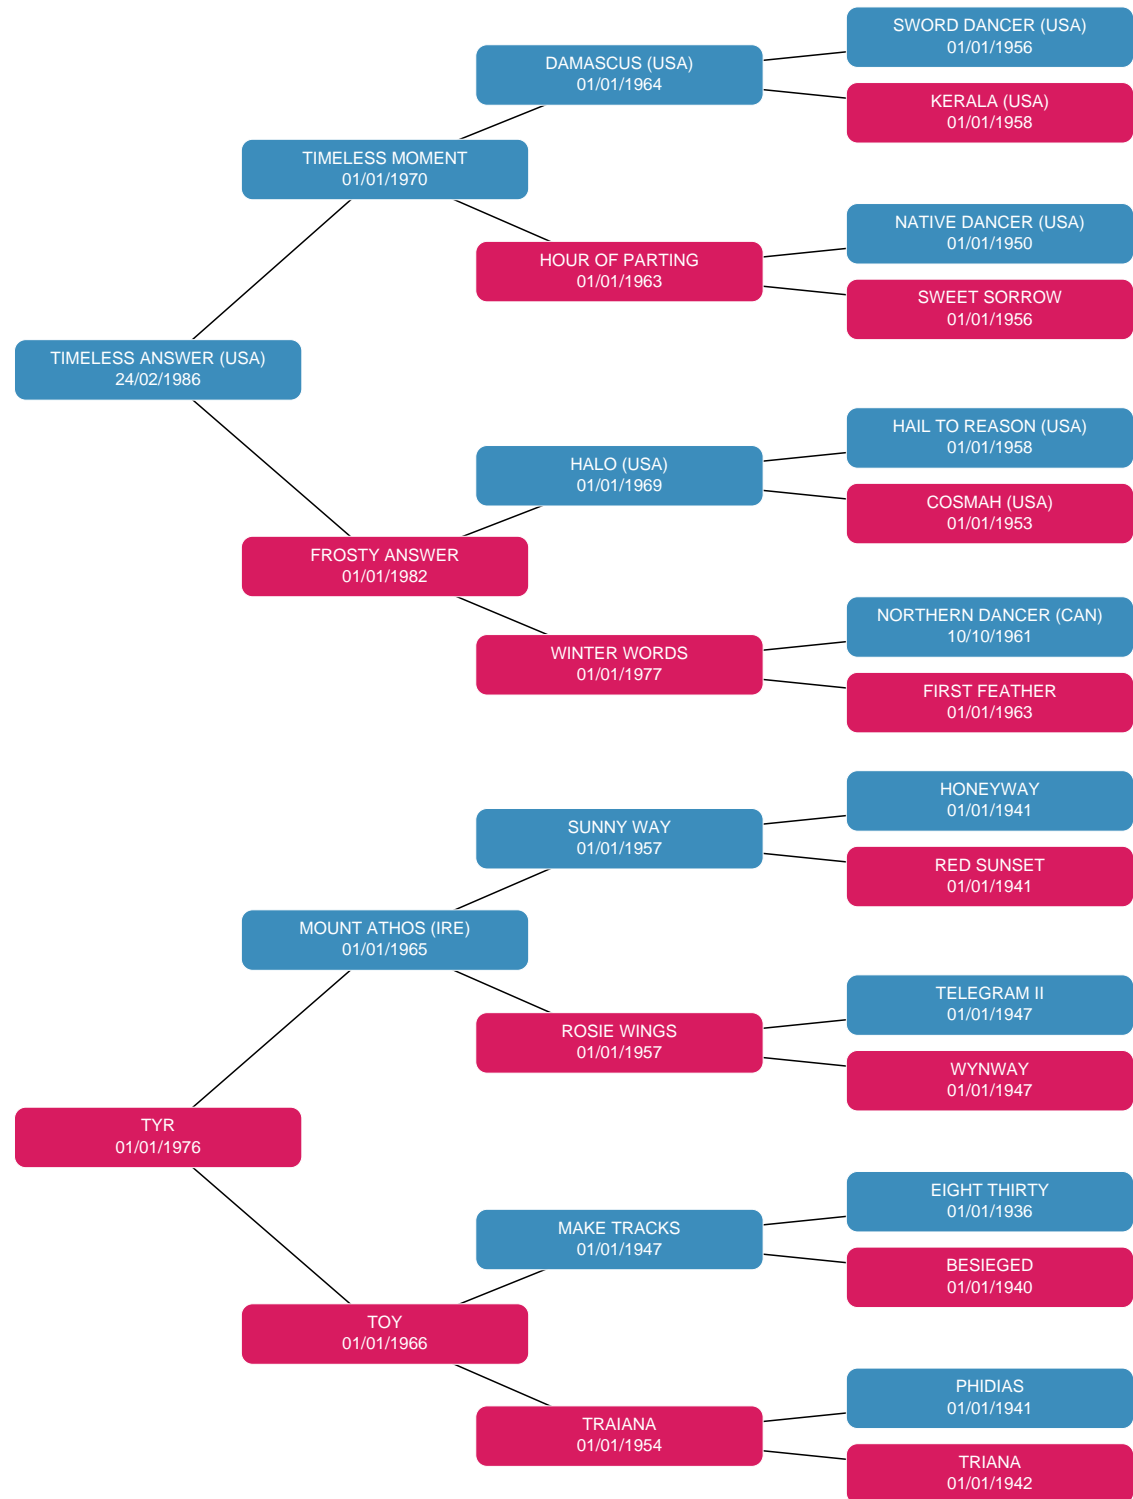 SWORD DANCER (USA)
01/01/1956
DAMASCUS (USA)
01/01/1964
KERALA (USA)
01/01/1958
TIMELESS MOMENT
01/01/1970
NATIVE DANCER (USA)
01/01/1950
HOUR OF PARTING
01/01/1963
SWEET SORROW
01/01/1956
TIMELESS ANSWER (USA)
24/02/1986
HAIL TO REASON (USA)
01/01/1958
HALO (USA)
01/01/1969
COSMAH (USA)
01/01/1953
FROSTY ANSWER
01/01/1982
NORTHERN DANCER (CAN)
10/10/1961
WINTER WORDS
01/01/1977
FIRST FEATHER
01/01/1963
HONEYWAY
01/01/1941
SUNNY WAY
01/01/1957
RED SUNSET
01/01/1941
MOUNT ATHOS (IRE)
01/01/1965
TELEGRAM II
01/01/1947
ROSIE WINGS
01/01/1957
WYNWAY
01/01/1947
TYR
01/01/1976
EIGHT THIRTY
01/01/1936
MAKE TRACKS
01/01/1947
BESIEGED
01/01/1940
TOY
01/01/1966
PHIDIAS
01/01/1941
TRAIANA
01/01/1954
TRIANA
01/01/1942